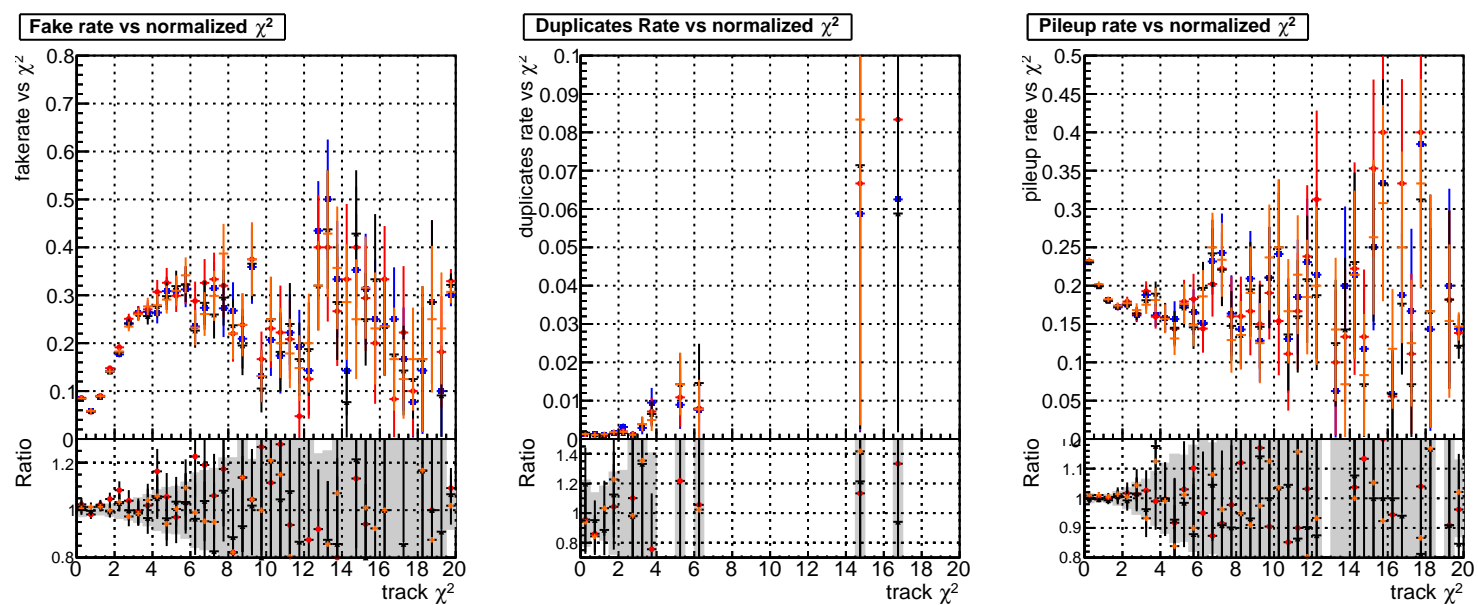 Fake rate vs normalized χ²
fakerate vs χ²
0.8
0.7
0.6
0.5
0.4
0.3
0.2
0.1
0
Ratio
1.2
1
0.8
0 2 4 6 8 10 12 14 16 18 20
track χ²
Duplicates Rate vs normalized χ²
duplicates rate vs χ²
0.1
0.09
0.08
0.07
0.06
0.05
0.04
0.03
0.02
0.01
0
Ratio
1.4
1.2
1
0.8
0 2 4 6 8 10 12 14 16 18 20
track χ²
Pileup rate vs normalized χ²
pileup rate vs χ²
0.5
0.45
0.4
0.35
0.3
0.25
0.2
0.15
0.1
0.05
0
Ratio
1.1
1
0.9
0.8
0 2 4 6 8 10 12 14 16 18 20
track χ²